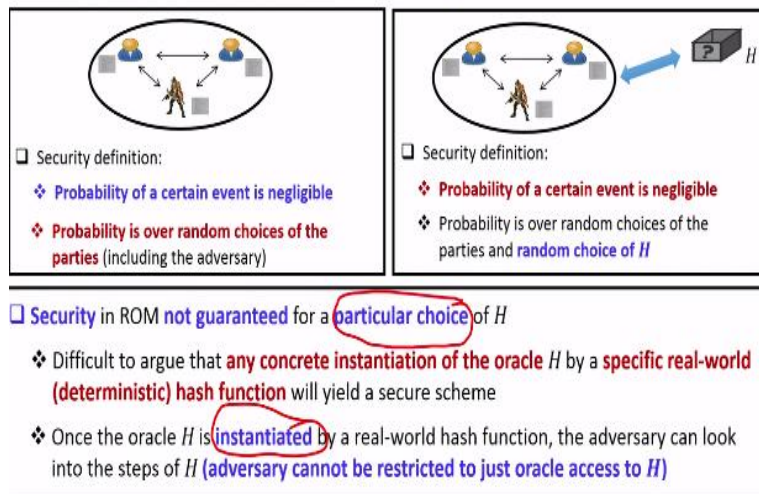 ? H
❑ Security definition:
❖ Probability of a certain event is negligible
❖ Probability is over random choices of the
parties (including the adversary)
❑ Security definition:
❖ Probability of a certain event is negligible
❖ Probability is over random choices of the
parties and random choice of H
❑ Security in ROM not guaranteed for a particular choice of H
❖ Difficult to argue that any concrete instantiation of the oracle H by a specific real-world
(deterministic) hash function will yield a secure scheme
❖ Once the oracle H is instantiated by a real-world hash function, the adversary can look
into the steps of H (adversary cannot be restricted to just oracle access to H)